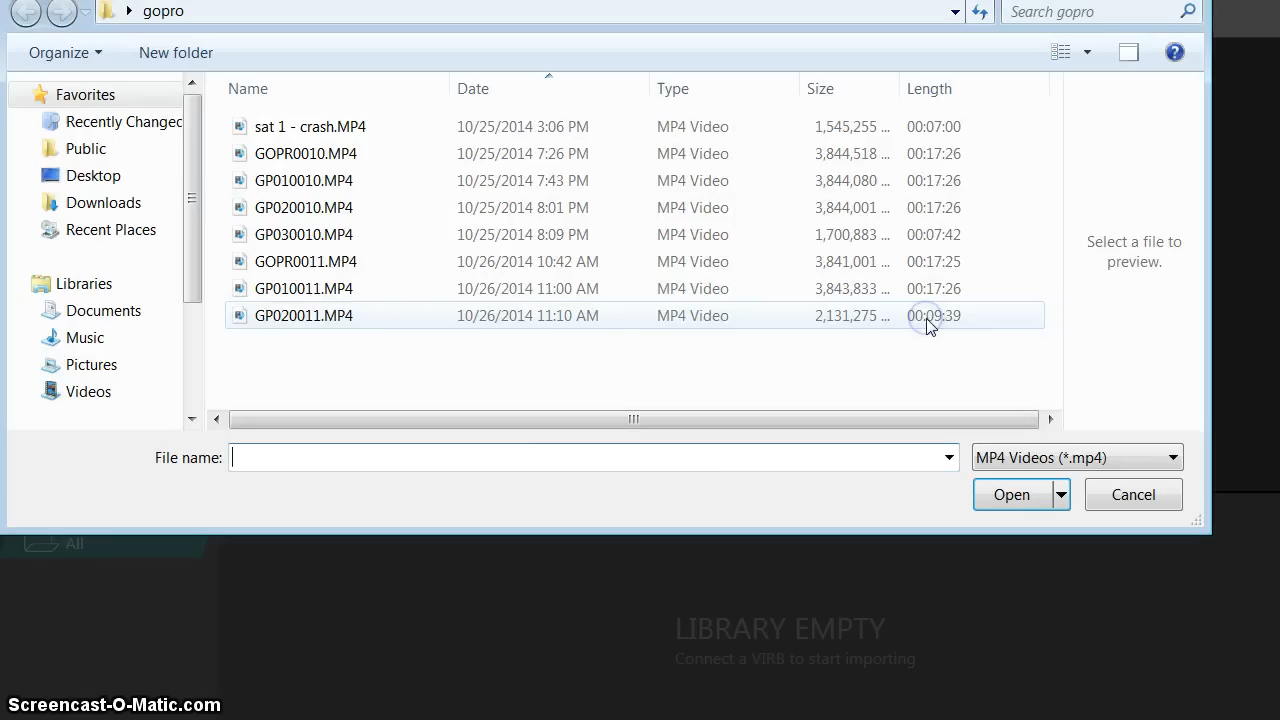 gopro
Search gopro
Organize
New folder
Name Date Type Size Length
Favorites
Recently Changec
Public
Desktop
Downloads
Recent Places
Libraries
Documents
Music
Pictures
Videos
sat 1 - crash.MP4 10/25/2014 3:06 PM MP4 Video 1,545,255 ... 00:07:00
GOPR0010.MP4 10/25/2014 7:26 PM MP4 Video 3,844,518 ... 00:17:26
GP010010.MP4 10/25/2014 7:43 PM MP4 Video 3,844,080 ... 00:17:26
GP020010.MP4 10/25/2014 8:01 PM MP4 Video 3,844,001 ... 00:17:26
GP030010.MP4 10/25/2014 8:09 PM MP4 Video 1,700,883 ... 00:07:42
GOPR0011.MP4 10/26/2014 10:42 AM MP4 Video 3,841,001 ... 00:17:25
GP010011.MP4 10/26/2014 11:00 AM MP4 Video 3,843,833 ... 00:17:26
GP020011.MP4 10/26/2014 11:10 AM MP4 Video 2,131,275 ... 00:09:39
Select a file to
preview.
File name:
MP4 Videos (*.mp4)
Open
Cancel
All
LIBRARY EMPTY
Connect a VIRB to start importing
Screencast-O-Matic.com